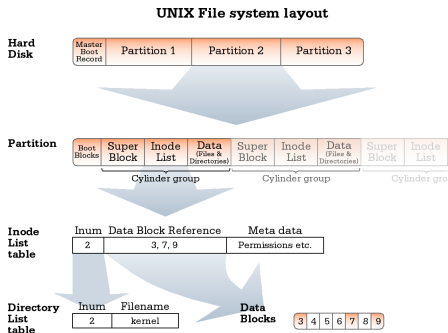 UNIX File system layout
Hard Disk
Master Boot Record
Partition 1
Partition 2
Partition 3
Partition
Boot Blocks
Super Block
Inode List
Data (Files & Directories)
Super Block
Inode List
Data (Files & Directories)
Super Block
Inode List
Cylinder group
Cylinder group
Cylinder gro
Inode List table
Inum Data Block Reference Meta data
2 3, 7, 9 Permissions etc.
Directory List table
Inum Filename
2 kernel
Data Blocks
3 4 5 6 7 8 9